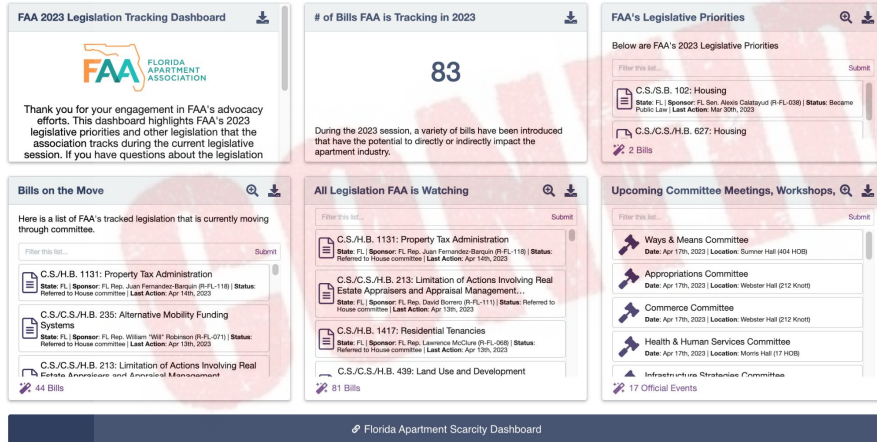 FAA 2023 Legislation Tracking Dashboard
FAA FLORIDA
APARTMENT
ASSOCIATION
Thank you for your engagement in FAA's advocacy
efforts. This dashboard highlights FAA's 2023
legislative priorities and other legislation that the
association tracks during the current legislative
session. If you have questions about the legislation
# of Bills FAA is Tracking in 2023
83
During the 2023 session, a variety of bills have been introduced
that have the potential to directly or indirectly impact the
apartment industry.
FAA's Legislative Priorities
Below are FAA's 2023 Legislative Priorities
Filter this list... Submit
C.S./S.B. 102: Housing
State: FL | Sponsor: FL Sen. Alexis Calatayud (R-FL-038) | Status: Became
Public Law | Last Action: Mar 30th, 2023
C.S./C.S./H.B. 627: Housing
2 Bills
Bills on the Move
Here is a list of FAA's tracked legislation that is currently moving
through committee.
Filter this list... Submit
C.S./H.B. 1131: Property Tax Administration
State: FL | Sponsor: FL Rep. Juan Fernandez-Barquin (R-FL-118) | Status:
Referred to House committee | Last Action: Apr 14th, 2023
C.S./C.S./H.B. 235: Alternative Mobility Funding
Systems
State: FL | Sponsor: FL Rep. William "Will" Robinson (R-FL-071) | Status:
Referred to House committee | Last Action: Apr 13th, 2023
C.S./C.S./H.B. 213: Limitation of Actions Involving Real
Estate Appraisers and Appraisal Management
44 Bills
All Legislation FAA is Watching
Filter this list... Submit
C.S./H.B. 1131: Property Tax Administration
State: FL | Sponsor: FL Rep. Juan Fernandez-Barquin (R-FL-118) | Status:
Referred to House committee | Last Action: Apr 14th, 2023
C.S./C.S./H.B. 213: Limitation of Actions Involving Real
Estate Appraisers and Appraisal Management...
State: FL | Sponsor: FL Rep. David Borrero (R-FL-111) | Status: Referred to
House committee | Last Action: Apr 13th, 2023
C.S./H.B. 1417: Residential Tenancies
State: FL | Sponsor: FL Rep. Lawrence McClure (R-FL-068) | Status:
Referred to House committee | Last Action: Apr 13th, 2023
C.S./C.S./H.B. 439: Land Use and Development
81 Bills
Upcoming Committee Meetings, Workshops,
Filter this list... Submit
Ways & Means Committee
Date: Apr 17th, 2023 | Location: Sumner Hall (404 HOB)
Appropriations Committee
Date: Apr 17th, 2023 | Location: Webster Hall (212 Knott)
Commerce Committee
Date: Apr 17th, 2023 | Location: Webster Hall (212 Knott)
Health & Human Services Committee
Date: Apr 17th, 2023 | Location: Morris Hall (17 HOB)
Infrastructure Strategies Committee
17 Official Events
Florida Apartment Scarcity Dashboard
CONFID